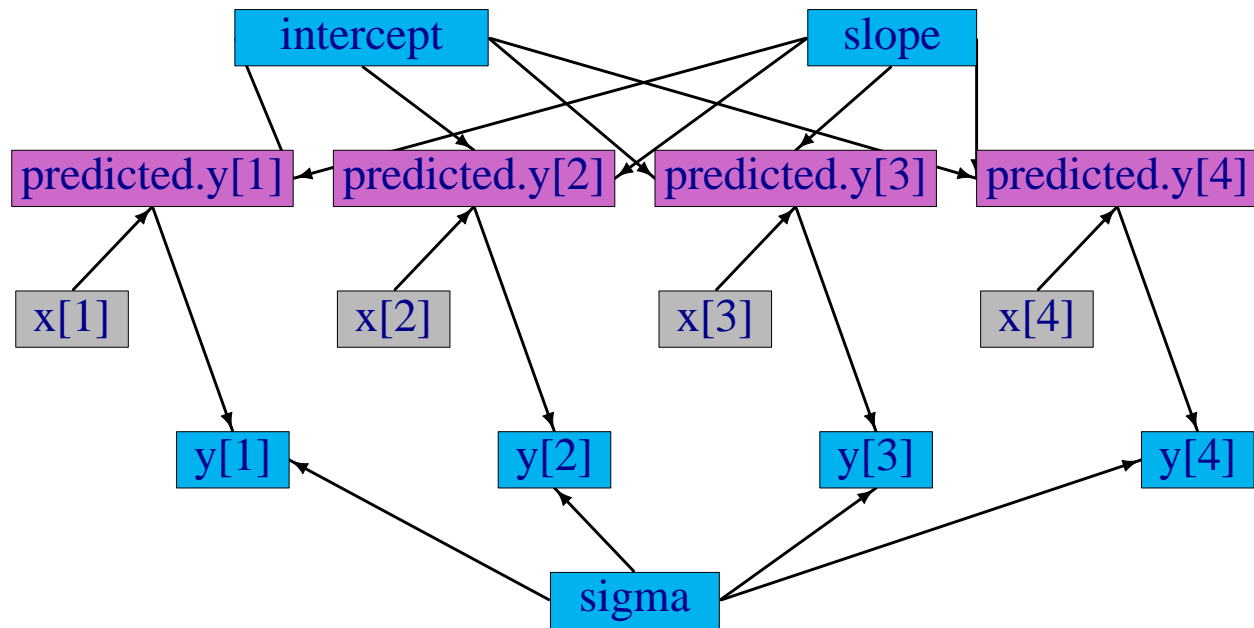 intercept
slope
predicted.y[1]
predicted.y[2]
predicted.y[3]
predicted.y[4]
x[1]
x[2]
x[3]
x[4]
y[1]
y[2]
y[3]
y[4]
sigma